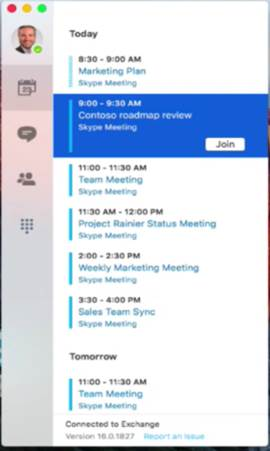 Today
8:30 - 9:00 AM
Marketing Plan
Skype Meeting
9:00 - 9:30 AM
Contoso roadmap review
Skype Meeting
Join
11:00 - 11:30 AM
Team Meeting
Skype Meeting
11:30 AM - 12:00 PM
Project Rainier Status Meeting
Skype Meeting
2:00 - 2:30 PM
Weekly Marketing Meeting
Skype Meeting
3:30 - 4:00 PM
Sales Team Sync
Skype Meeting
Tomorrow
11:00 - 11:30 AM
Team Meeting
Skype Meeting
Connected to Exchange
Version 16.0.1827 Report an Issue